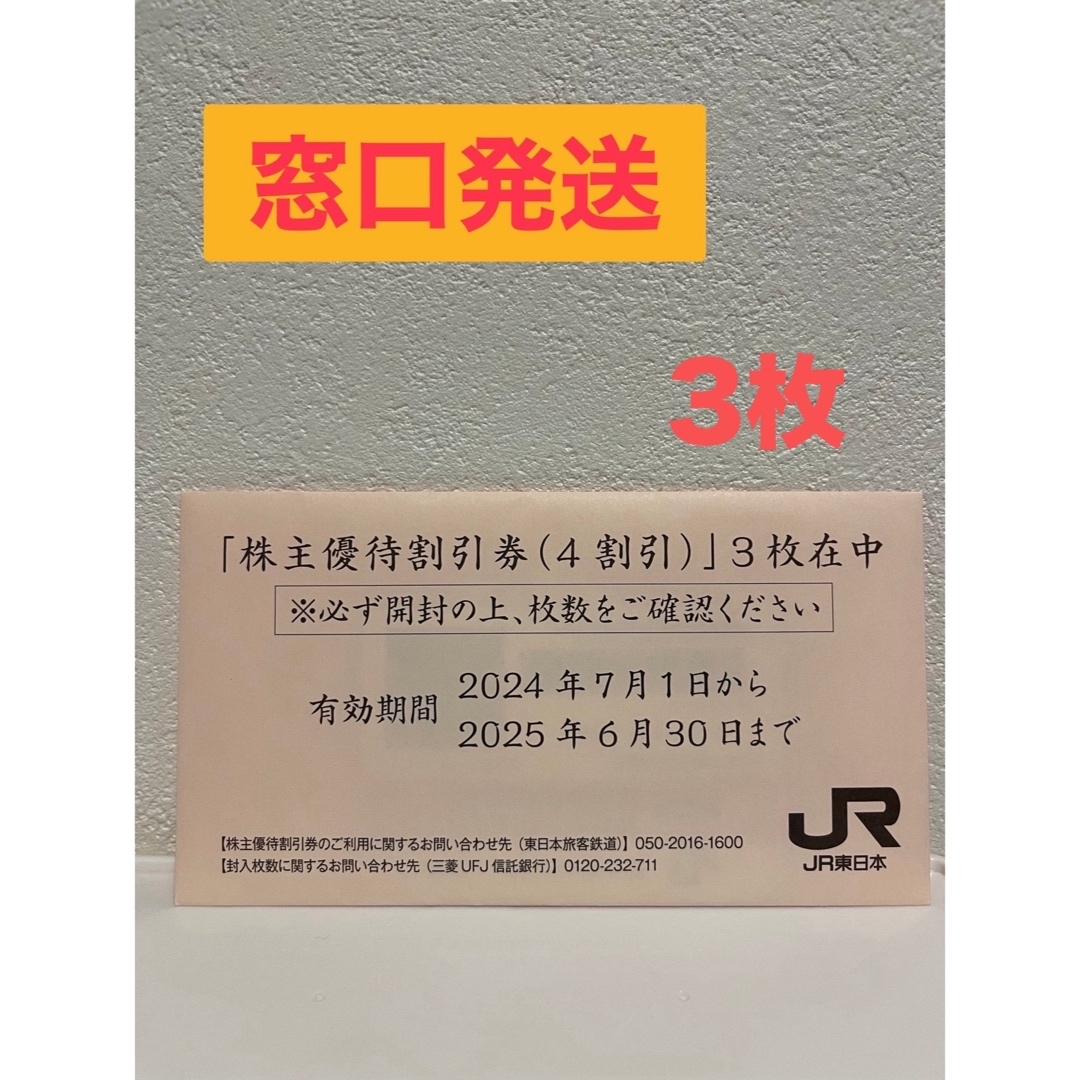 窓口発送
3枚
「株主優待割引券(4割引)」3枚在中
※必ず開封の上、枚数をご確認ください
有効期間
2024年7月1日から
2025年6月30日まで
JR
JR東日本
【株主優待割引券のご利用に関するお問い合わせ先(東日本旅客鉄道)】050-2016-1600
【封入枚数に関するお問い合わせ先(三菱UFJ信託銀行)】0120-232-711